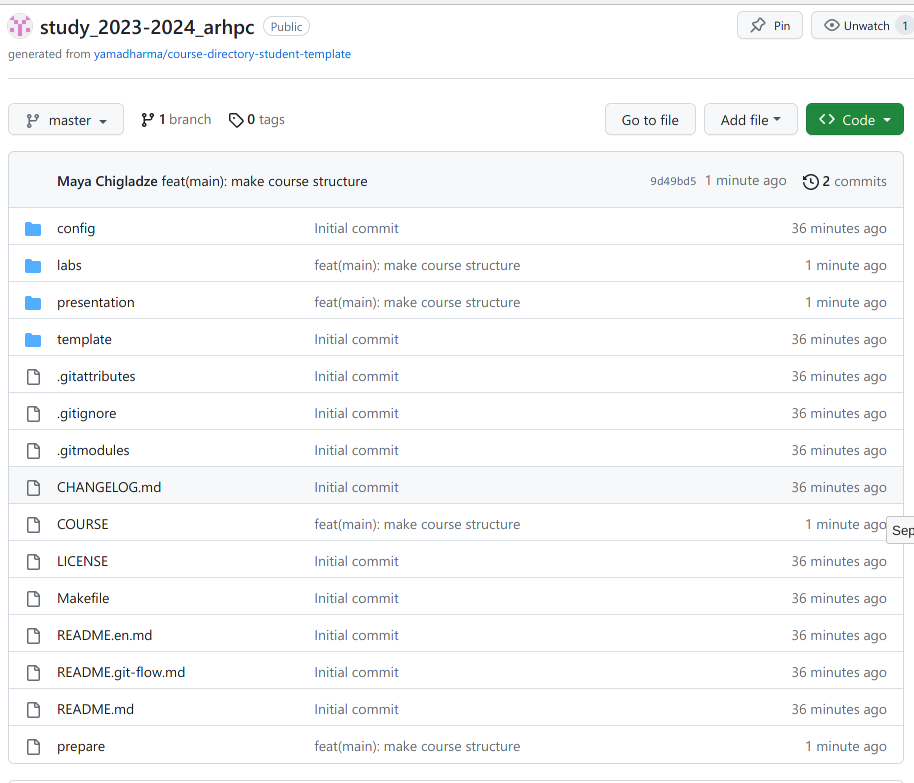 study_2023-2024_arhpc Public Pin Unwatch 1
generated from yamadharma/course-directory-student-template
master 1 branch 0 tags Go to file Add file Code
Maya Chigladze feat(main): make course structure 9d49bd5 1 minute ago 2 commits
config Initial commit 36 minutes ago
labs feat(main): make course structure 1 minute ago
presentation feat(main): make course structure 1 minute ago
template Initial commit 36 minutes ago
.gitattributes Initial commit 36 minutes ago
.gitignore Initial commit 36 minutes ago
.gitmodules Initial commit 36 minutes ago
CHANGELOG.md Initial commit 36 minutes ago
COURSE feat(main): make course structure 1 minute ago
Sep
LICENSE Initial commit 36 minutes ago
Makefile Initial commit 36 minutes ago
README.en.md Initial commit 36 minutes ago
README.git-flow.md Initial commit 36 minutes ago
README.md Initial commit 36 minutes ago
prepare feat(main): make course structure 1 minute ago